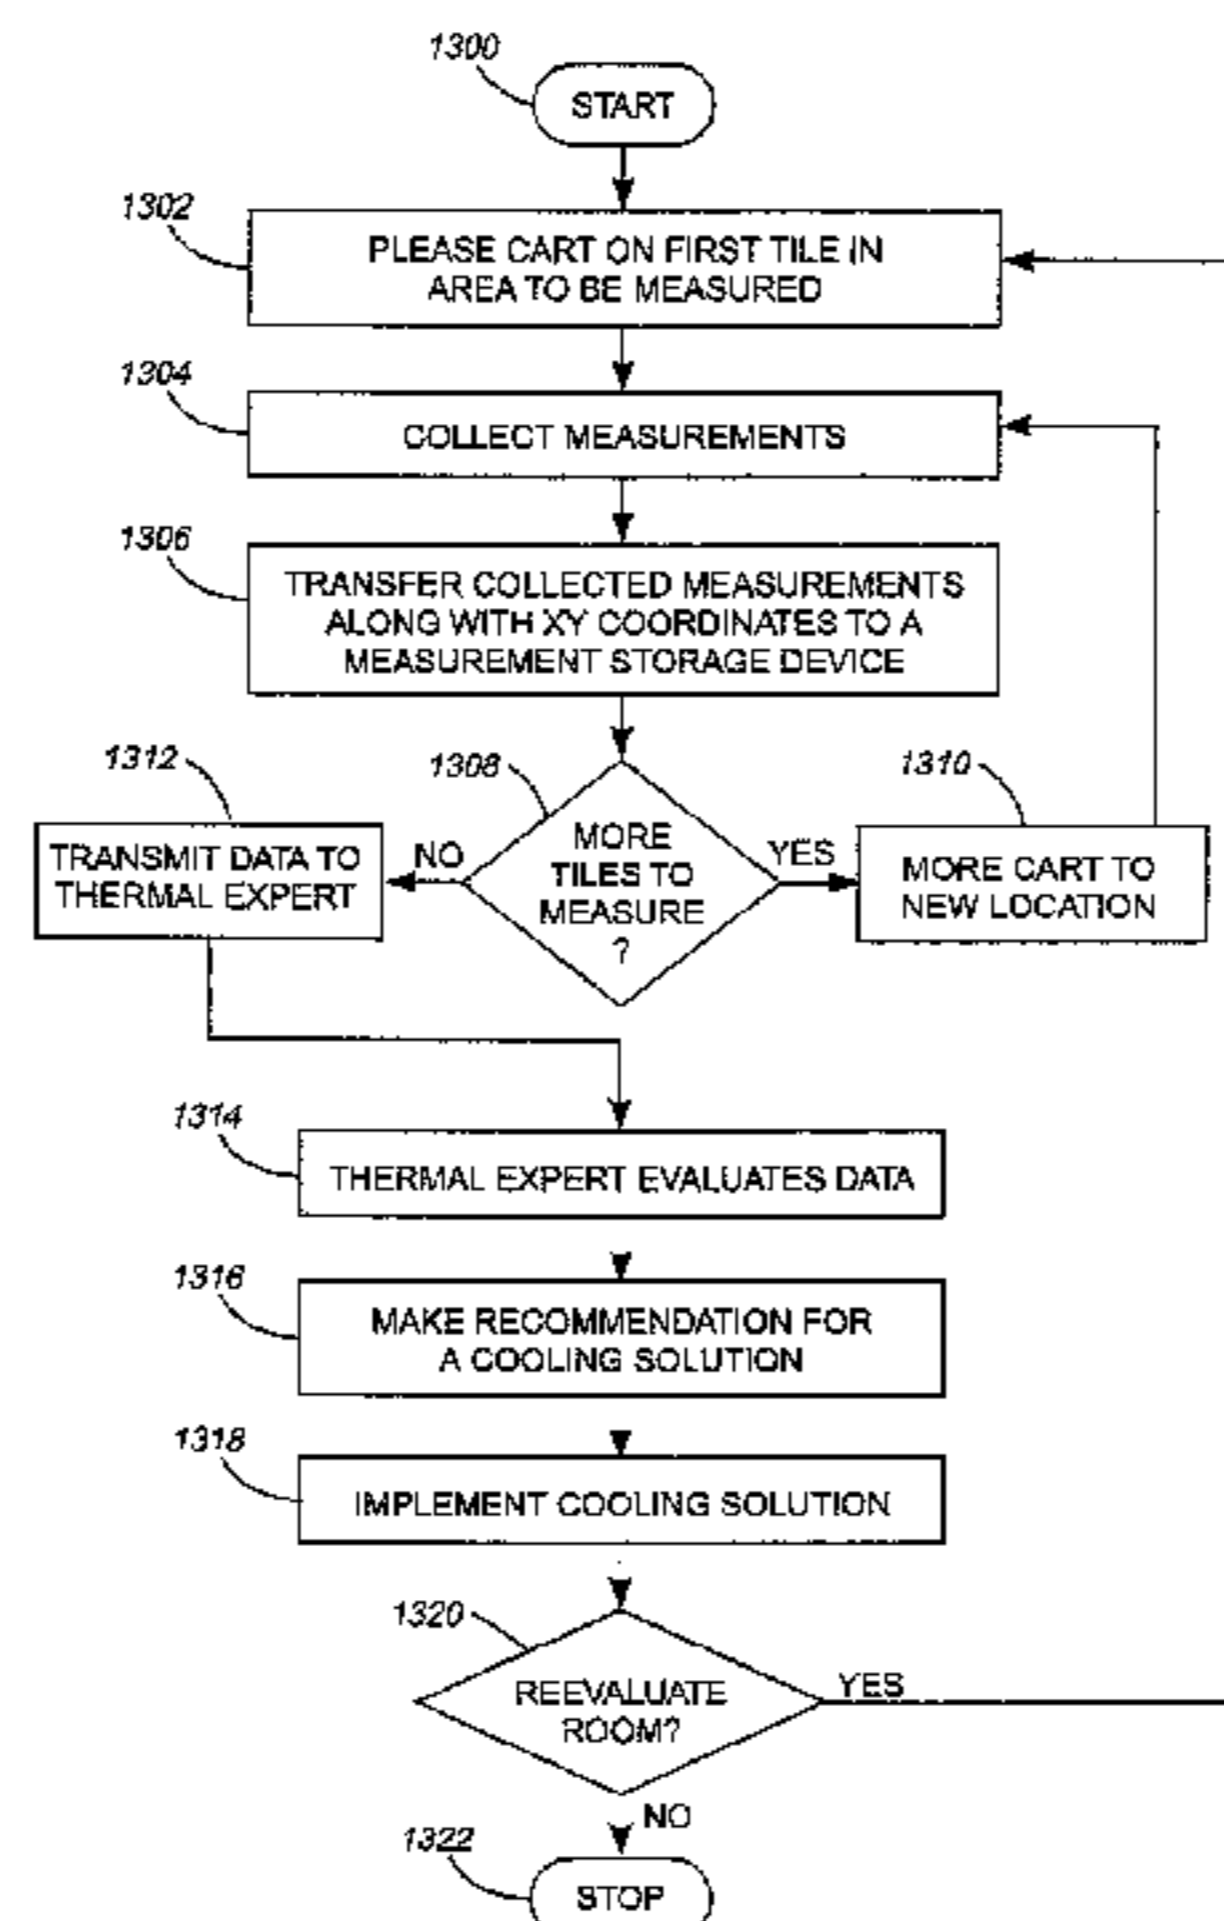 1300
START
1302
PLEASE CART ON FIRST TILE IN
AREA TO BE MEASURED
1304
COLLECT MEASUREMENTS
1306
TRANSFER COLLECTED MEASUREMENTS
ALONG WITH XY COORDINATES TO A
MEASUREMENT STORAGE DEVICE
1312
TRANSMIT DATA TO
THERMAL EXPERT
NO
1308
MORE
TILES TO
MEASURE
?
YES
1310
MORE CART TO
NEW LOCATION
1314
THERMAL EXPERT EVALUATES DATA
1316
MAKE RECOMMENDATION FOR
A COOLING SOLUTION
1318
IMPLEMENT COOLING SOLUTION
1320
REEVALUATE
ROOM?
YES
NO
1322
STOP